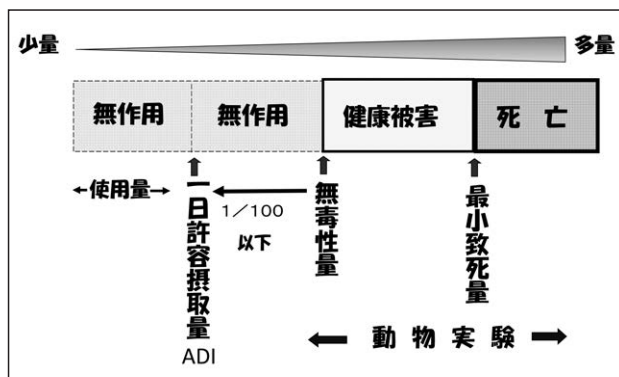 少量
多量
無作用
無作用
健康被害
死 亡
←使用量→
1/100
以下
一日許容摂取量
ADI
無毒性量
最小致死量
動 物 実 験